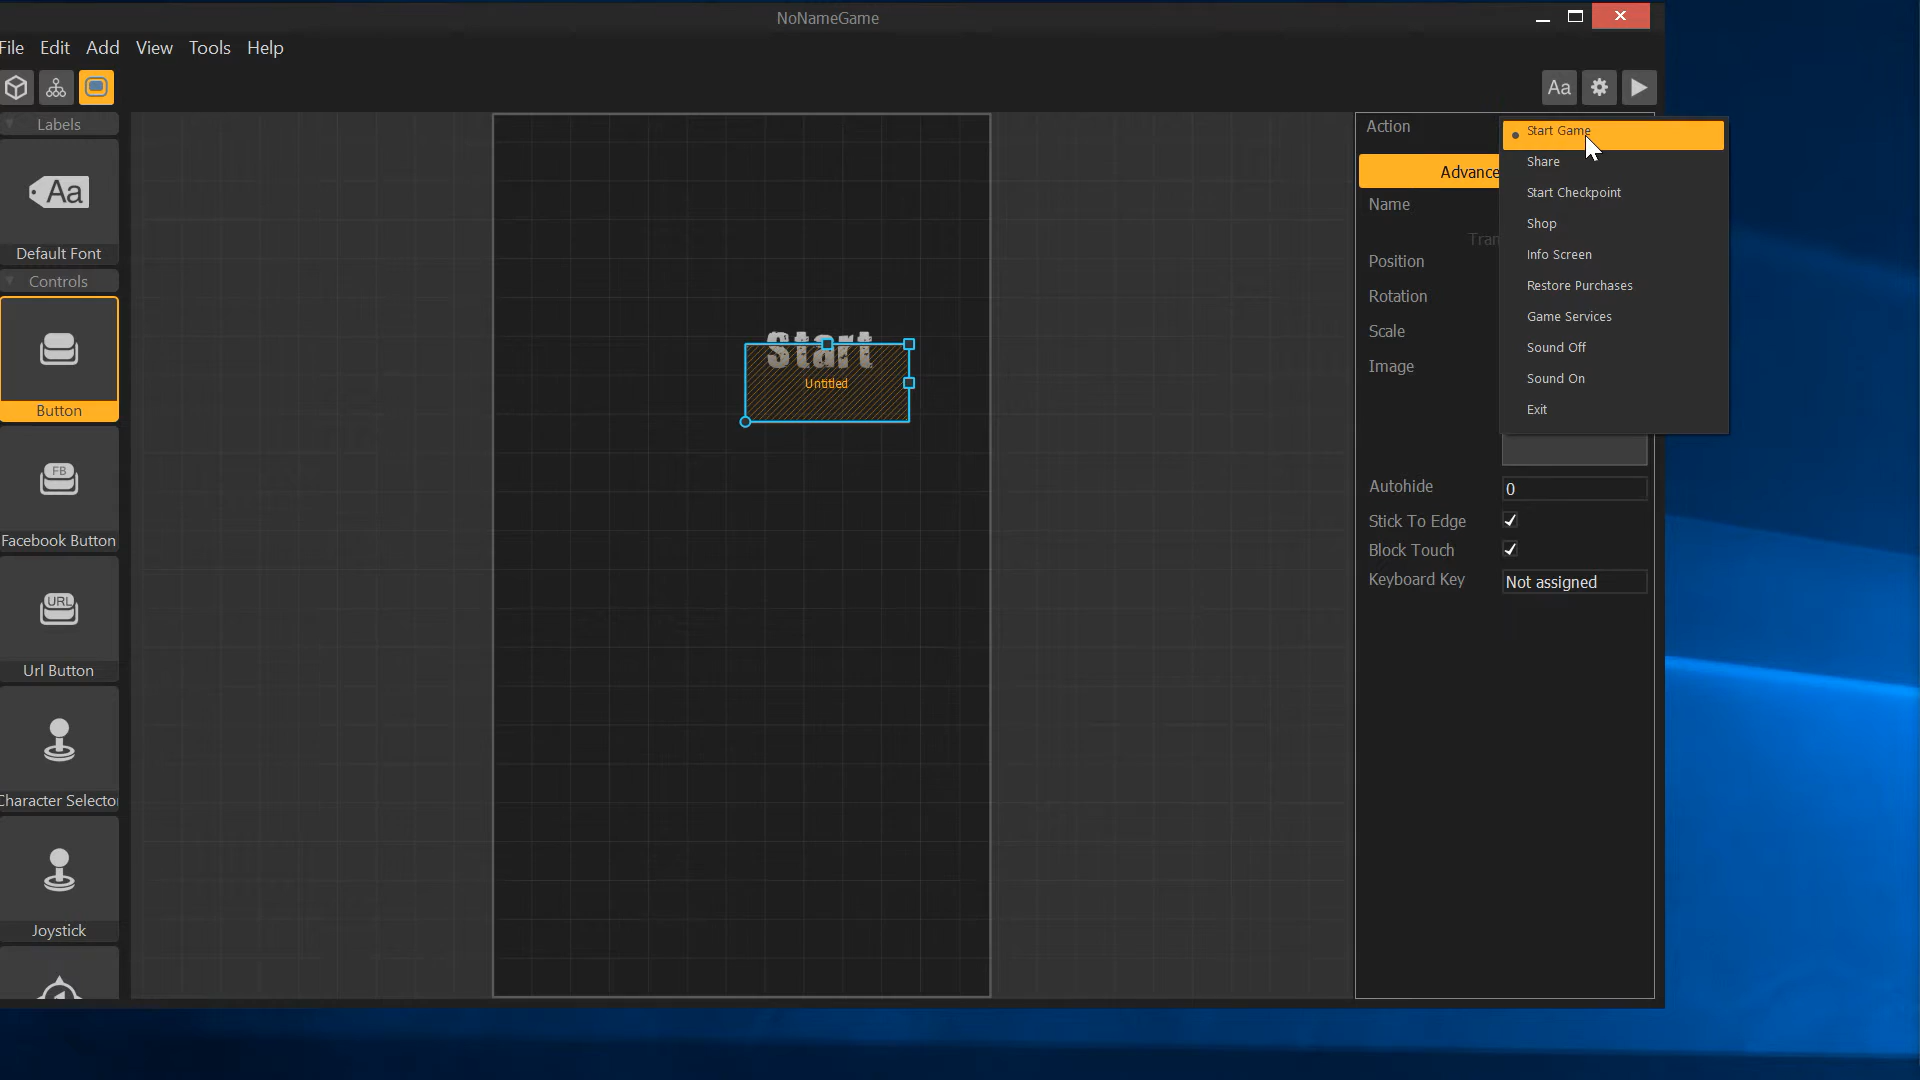 NoNameGame
File Edit Add View Tools Help
Aa
Labels
Aa
Default Font
Controls
Button
FB
Facebook Button
URL
Url Button
Character Selecto
Joystick
Start
Untitled
Action
Advance
Name
Tran
Position
Rotation
Scale
Image
Start Game
Share
Start Checkpoint
Shop
Info Screen
Restore Purchases
Game Services
Sound Off
Sound On
Exit
Autohide 0
Stick To Edge
Block Touch
Keyboard Key Not assigned